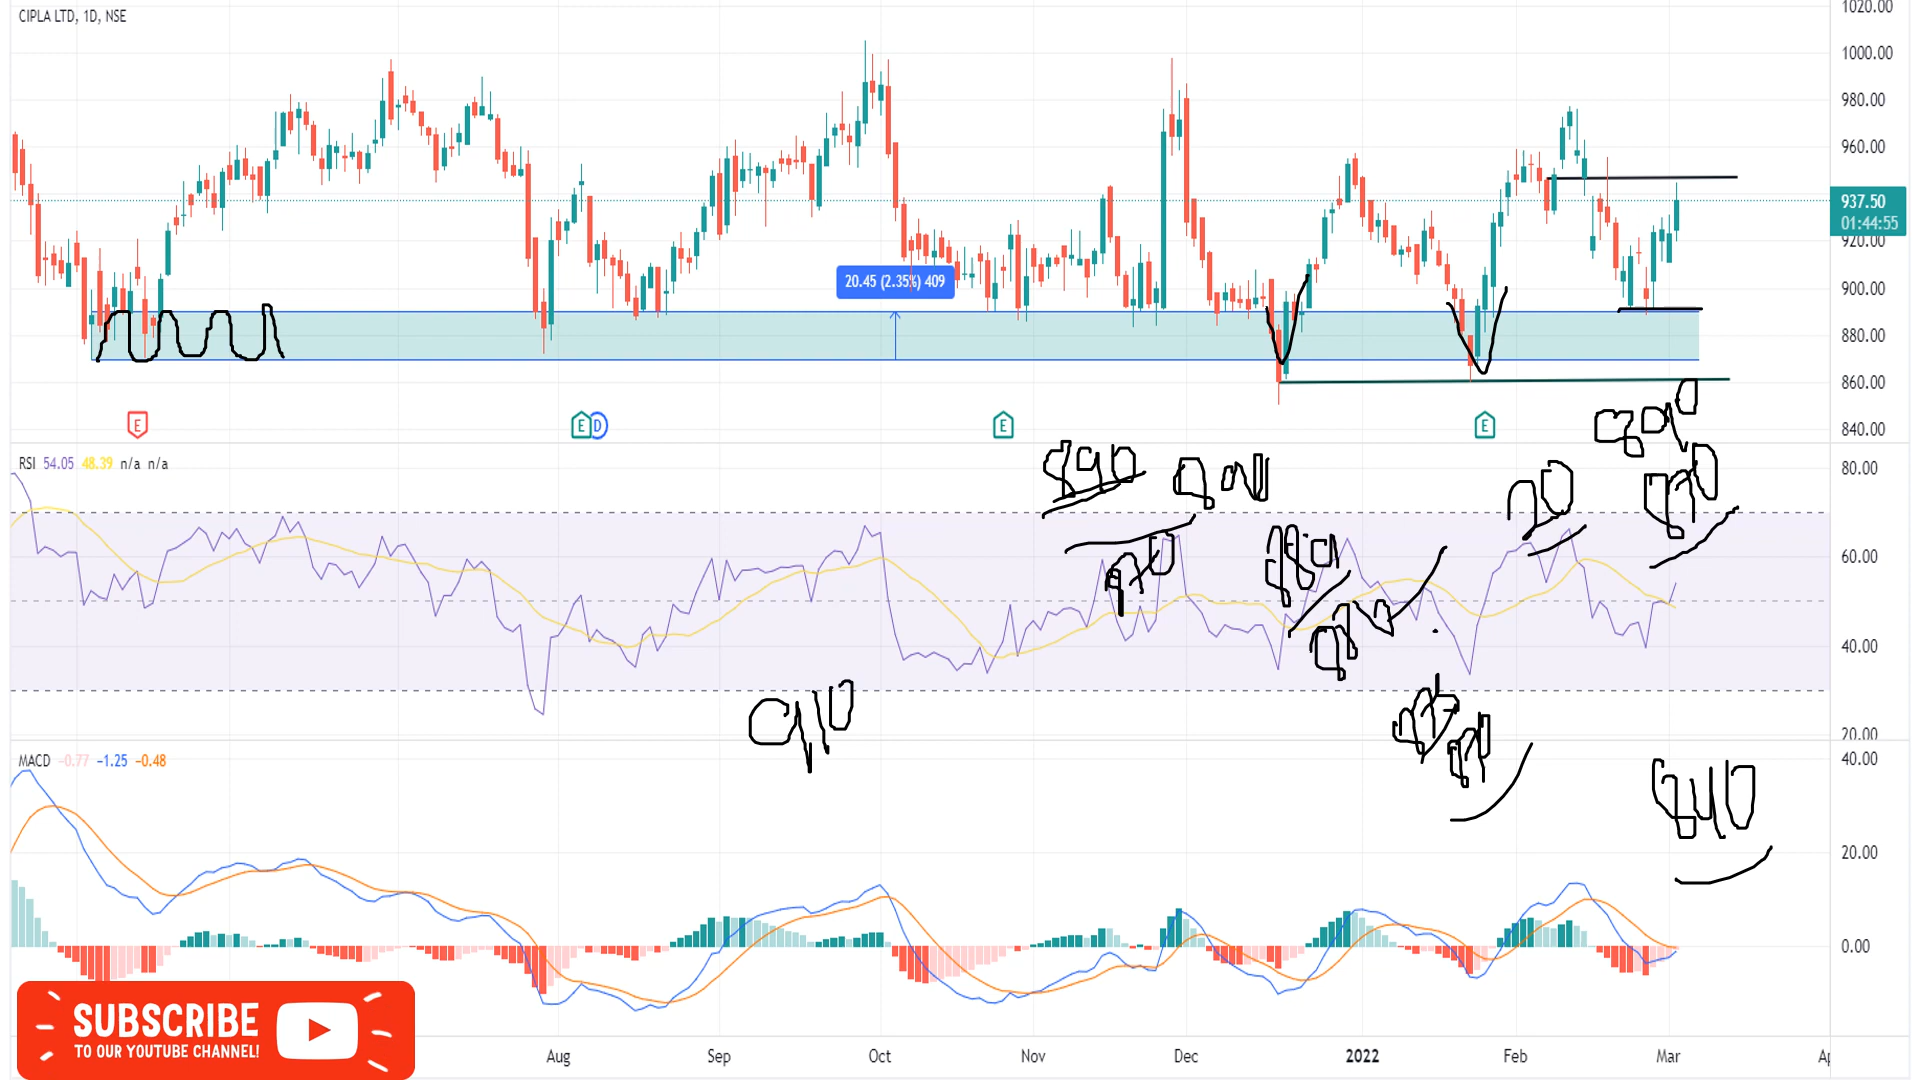 CIPLA LTD, 1D, NSE
1020.00
1000.00
980.00
960.00
937.50
01:44:55
920.00
20.45 (2.35%) 409
900.00
880.00
860.00
840.00
E
E D
E
E
RSI 54.05 48.39 n/a n/a
80.00
890
60.00
40.00
20.00
MACD -0.77 -1.25 -0.48
40.00
20.00
0.00
SUBSCRIBE
TO OUR YOUTUBE CHANNEL!
Aug Sep Oct Nov Dec 2022 Feb Mar